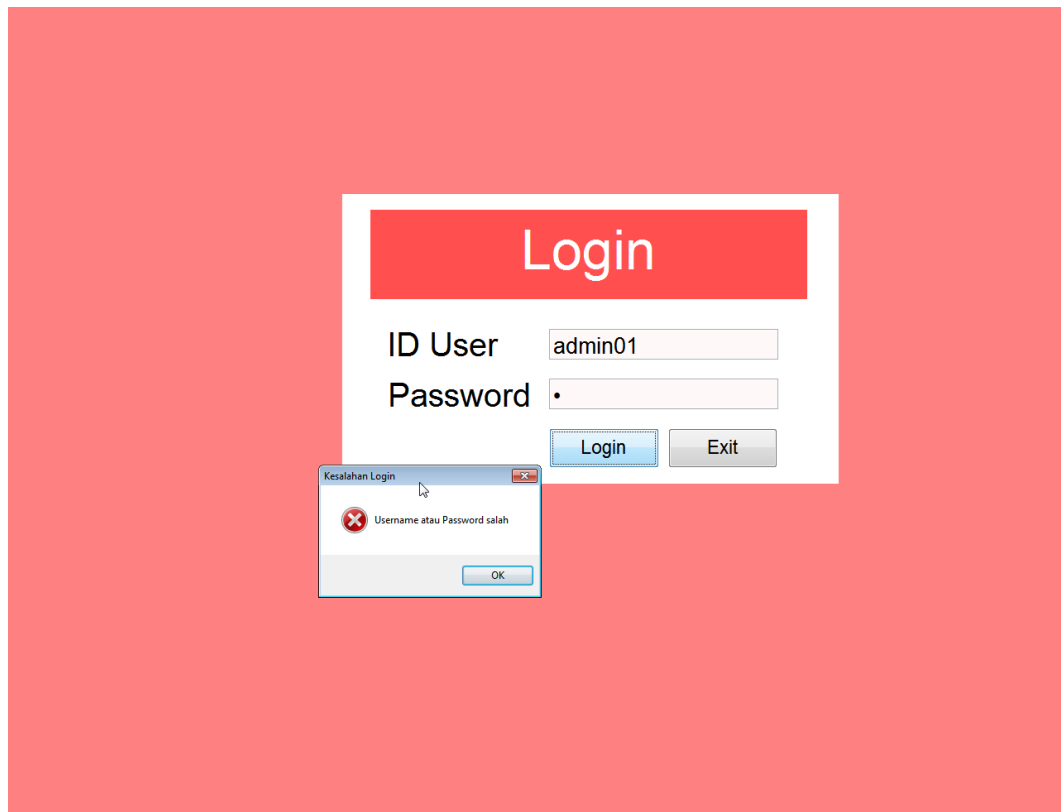 Login
ID User admin01
Password •
Login Exit
Kesalahan Login
Username atau Password salah
OK